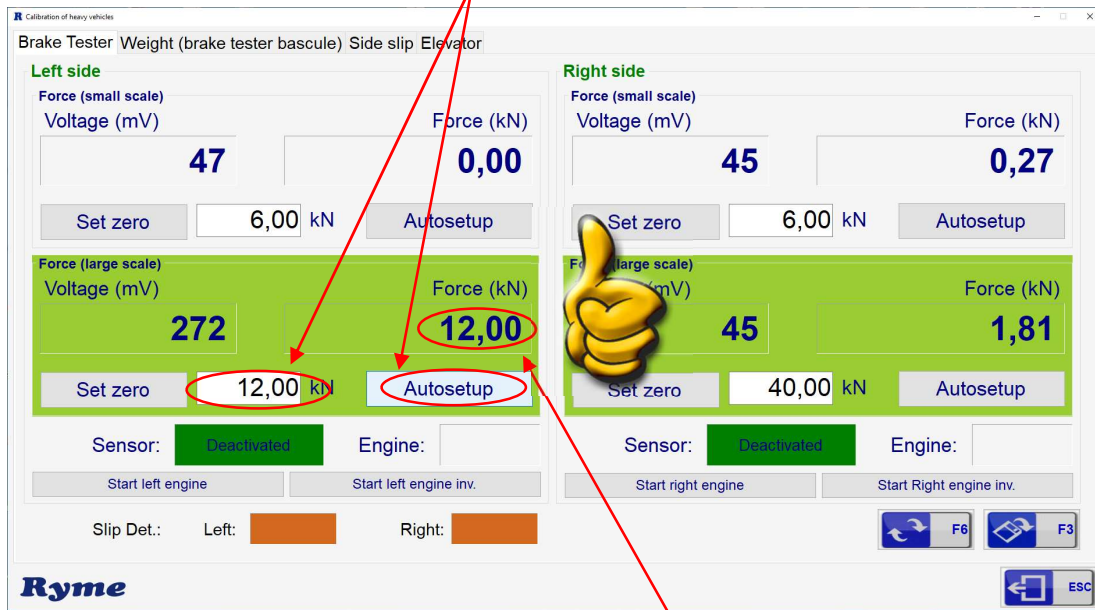 Calibration of heavy vehicles
Brake Tester Weight (brake tester bascule) Side slip Elevator
Left side
Force (small scale)
Voltage (mV) Force (kN)
47 0,00
Set zero 6,00 kN Autosetup
Force (large scale)
Voltage (mV) Force (kN)
272 12,00
Set zero 12,00 kN Autosetup
Sensor: Deactivated Engine:
Start left engine Start left engine inv.
Right side
Force (small scale)
Voltage (mV) Force (kN)
45 0,27
Set zero 6,00 kN Autosetup
large scale)
(mV) Force (kN)
45 1,81
Set zero 40,00 kN Autosetup
Sensor: Deactivated Engine:
Start right engine Start Right engine inv.
Slip Det.: Left: Right:
F6 F3
Ryme
ESC